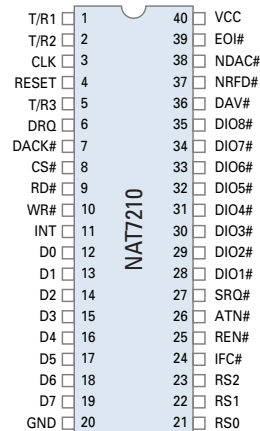 T/R1 1 40 VCC
T/R2 2 39 EOI#
CLK 3 38 NDAC#
RESET 4 37 NRFD#
T/R3 5 36 DAV#
DRQ 6 35 DIO8#
DACK# 7 34 DIO7#
CS# 8 33 DIO6#
RD# 9 32 DIO5#
WR# 10 31 DIO4#
INT 11 30 DIO3#
D0 12 29 DIO2#
D1 13 28 DIO1#
D2 14 27 SRQ#
D3 15 26 ATN#
D4 16 25 REN#
D5 17 24 IFC#
D6 18 23 RS2
D7 19 22 RS1
GND 20 21 RS0
NAT7210